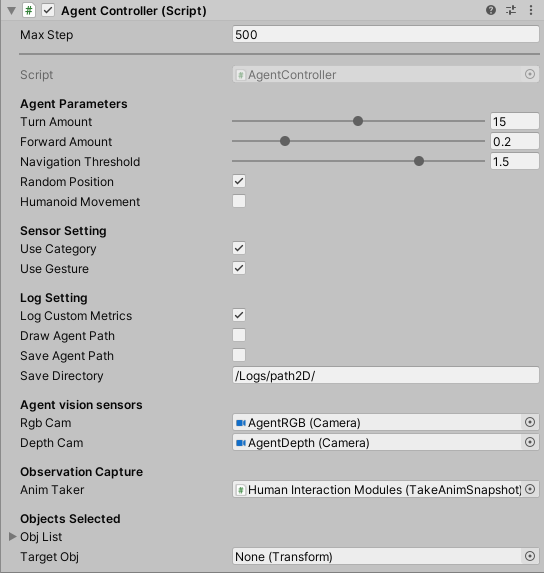 Agent Controller (Script)
Max Step 500
Script AgentController
Agent Parameters
Turn Amount 15
Forward Amount 0.2
Navigation Threshold 1.5
Random Position
Humanoid Movement
Sensor Setting
Use Category
Use Gesture
Log Setting
Log Custom Metrics
Draw Agent Path
Save Agent Path
Save Directory /Logs/path2D/
Agent vision sensors
Rgb Cam AgentRGB (Camera)
Depth Cam AgentDepth (Camera)
Observation Capture
Anim Taker Human Interaction Modules (TakeAnimSnapshot)
Objects Selected
Obj List
Target Obj None (Transform)